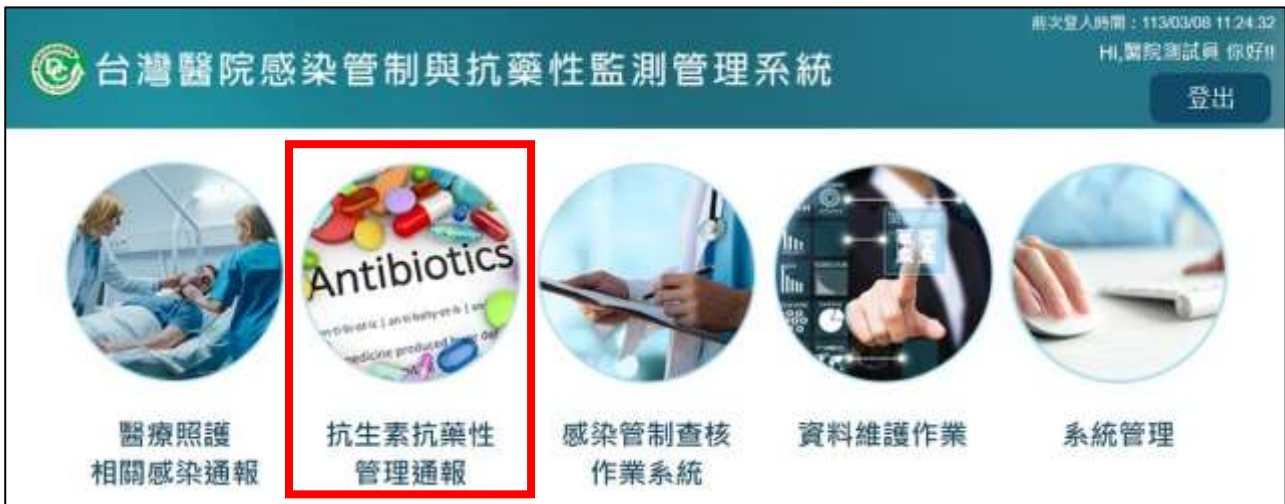 前次登入時間：113/03/08 11:24:32
HI,醫院測試員 你好!!
台灣醫院感染管制與抗藥性監測管理系統
登出
Antibiotics
medicine produced
醫療照護
相關感染通報
抗生素抗藥性
管理通報
感染管制查核
作業系統
資料維護作業
系統管理